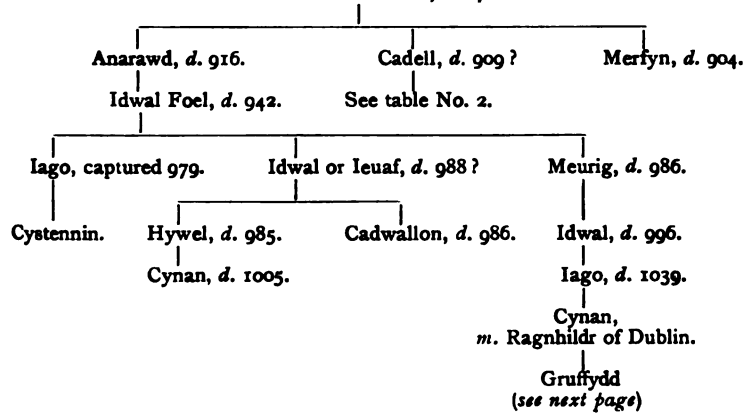 Anarawd, d. 916. Cadell, d. 909 ? Merfyn, d. 904.
Idwal Foel, d. 942. See table No. 2.
Iago, captured 979. Idwal or Ieuaf, d. 988 ? Meurig, d. 986.
Cystennin. Hywel, d. 985. Cadwallon, d. 986. Idwal, d. 996.
Cynan, d. 1005. Iago, d. 1039.
Cynan,
m. Ragnhildr of Dublin.
Gruffydd
(see next page)